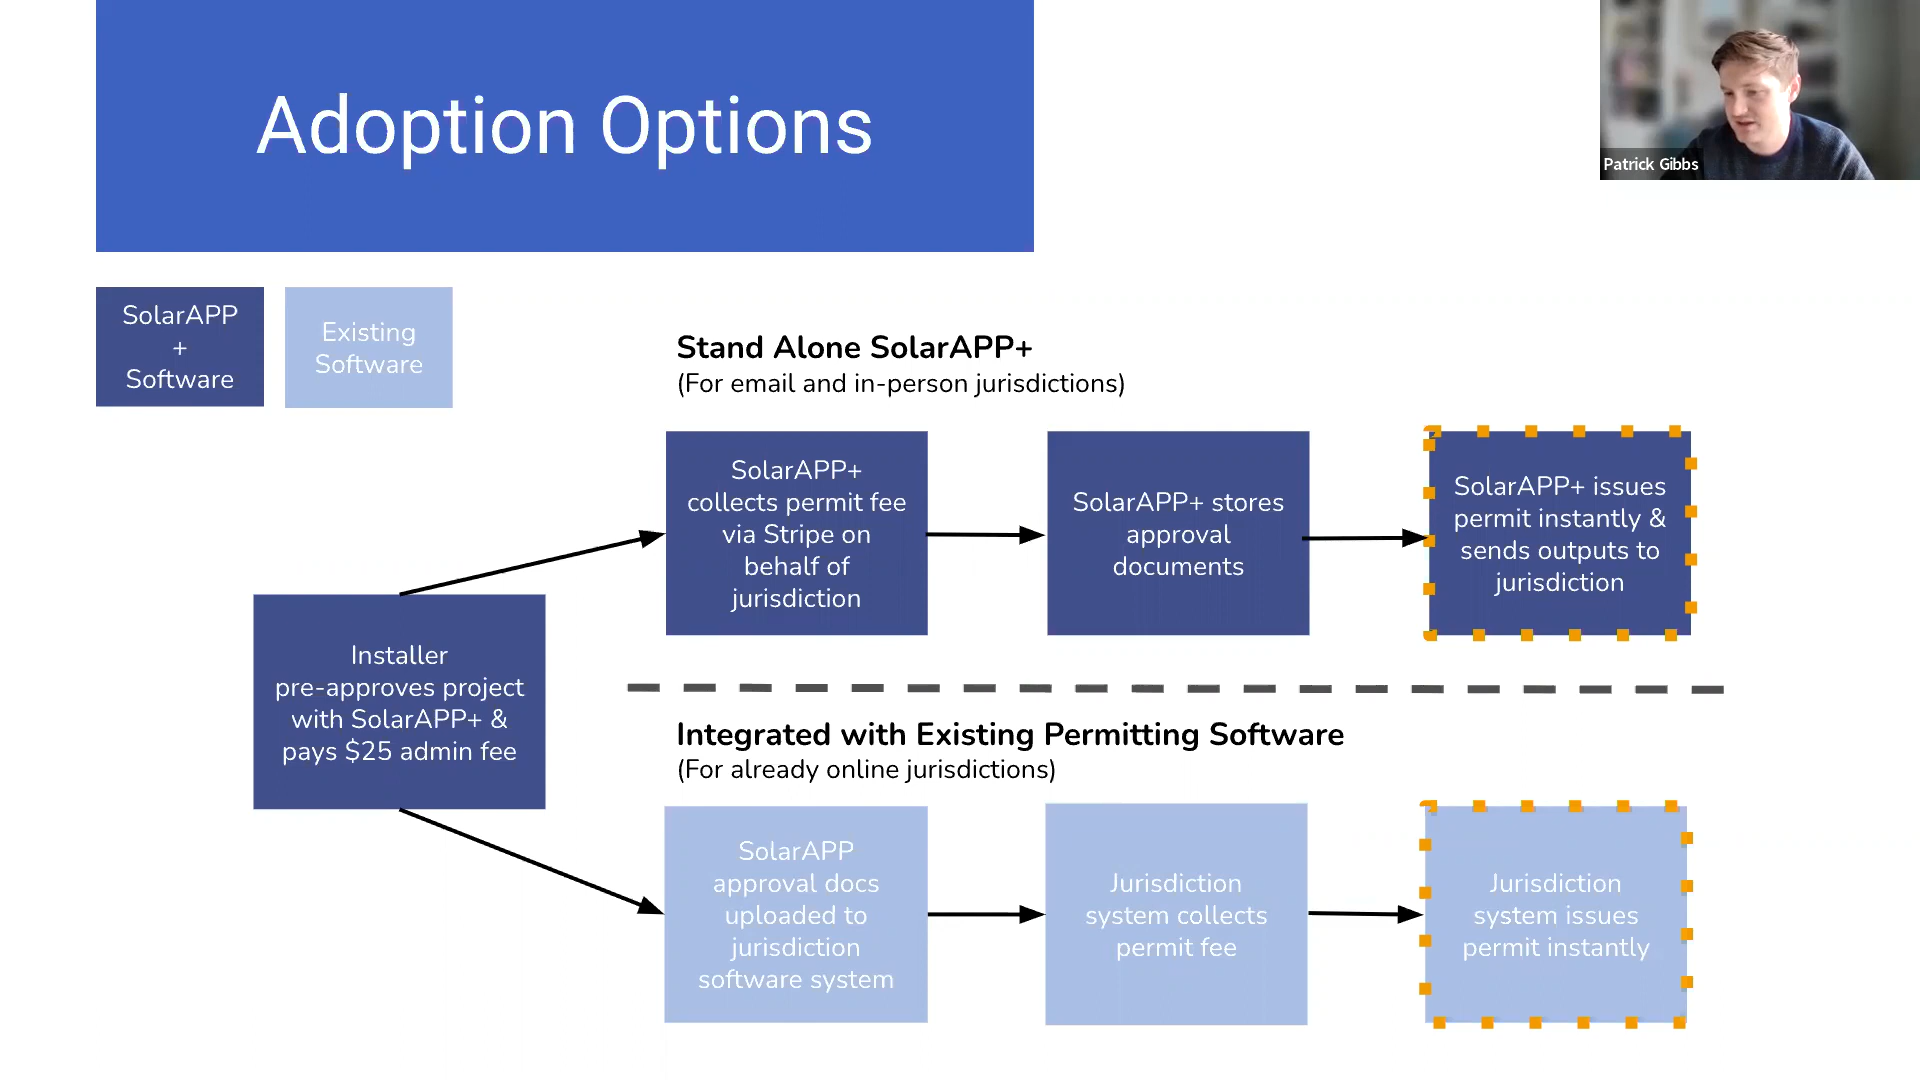 Adoption Options
Patrick Gibbs
SolarAPP
+
Software
Existing
Software
Stand Alone SolarAPP+
(For email and in-person jurisdictions)
SolarAPP+
collects permit fee
via Stripe on
behalf of
jurisdiction
SolarAPP+ stores
approval
documents
SolarAPP+ issues
permit instantly &
sends outputs to
jurisdiction
Installer
pre-approves project
with SolarAPP+ &
pays $25 admin fee
Integrated with Existing Permitting Software
(For already online jurisdictions)
SolarAPP
approval docs
uploaded to
jurisdiction
software system
Jurisdiction
system collects
permit fee
Jurisdiction
system issues
permit instantly